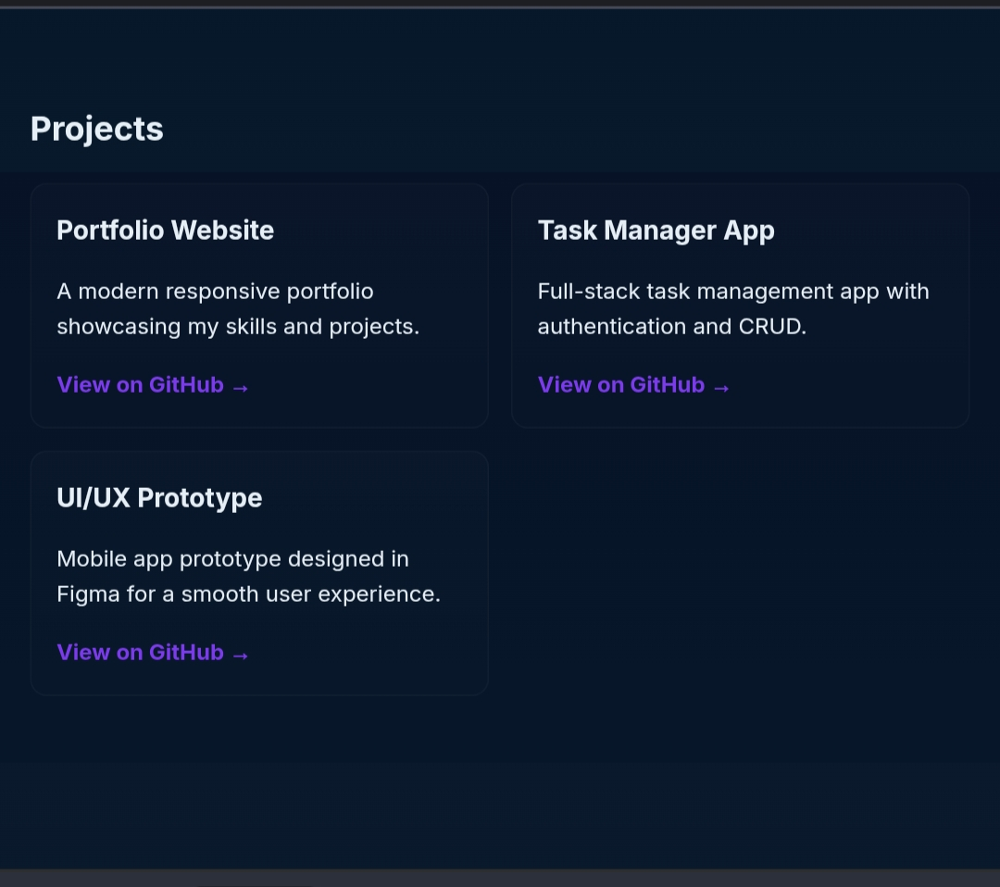 Projects
Portfolio Website
A modern responsive portfolio
showcasing my skills and projects.
View on GitHub →
Task Manager App
Full-stack task management app with
authentication and CRUD.
View on GitHub →
UI/UX Prototype
Mobile app prototype designed in
Figma for a smooth user experience.
View on GitHub →